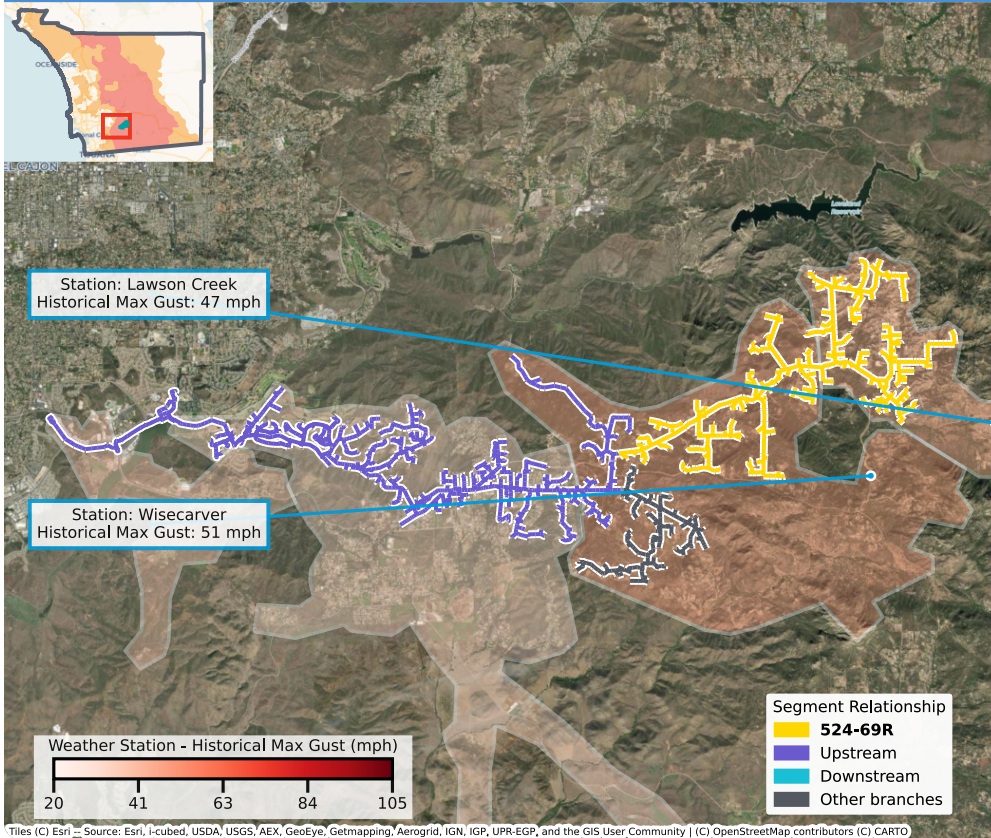 OCEANSIDE
TIJUANA
EL CAJON
Loveland
Reservoir
Station: Lawson Creek
Historical Max Gust: 47 mph
Station: Wisecarver
Historical Max Gust: 51 mph
Segment Relationship
524-69R
Upstream
Downstream
Other branches
Weather Station - Historical Max Gust (mph)
20 41 63 84 105
Tiles (C) Esri -- Source: Esri, i-cubed, USDA, USGS, AEX, GeoEye, Getmapping, Aerogrid, IGN, IGP, UPR-EGP, and the GIS User Community | (C) OpenStreetMap contributors (C) CARTO